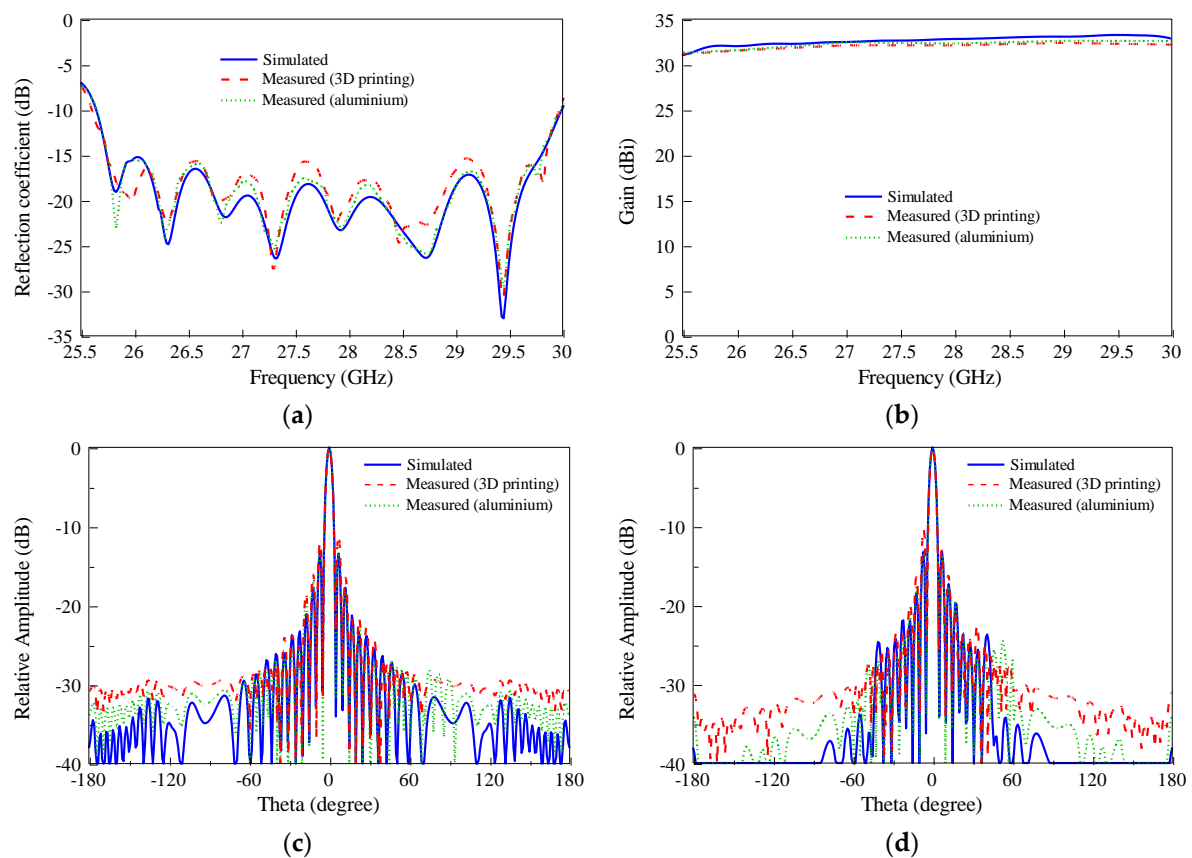 0
-5
-10
-15
-20
-25
-30
-35
Reflection coefficient (dB)
Simulated
Measured (3D printing)
Measured (aluminium)
25.5 26 26.5 27 27.5 28 28.5 29 29.5 30
Frequency (GHz)
(a)
35
30
25
20
15
10
5
0
Gain (dBi)
Simulated
Measured (3D printing)
Measured (aluminium)
25.5 26 26.5 27 27.5 28 28.5 29 29.5 30
Frequency (GHz)
(b)
0
-10
-20
-30
-40
Relative Amplitude (dB)
Simulated
Measured (3D printing)
Measured (aluminium)
-180 -120 -60 0 60 120 180
Theta (degree)
(c)
0
-10
-20
-30
-40
Relative Amplitude (dB)
Simulated
Measured (3D printing)
Measured (aluminium)
-180 -120 -60 0 60 120 180
Theta (degree)
(d)